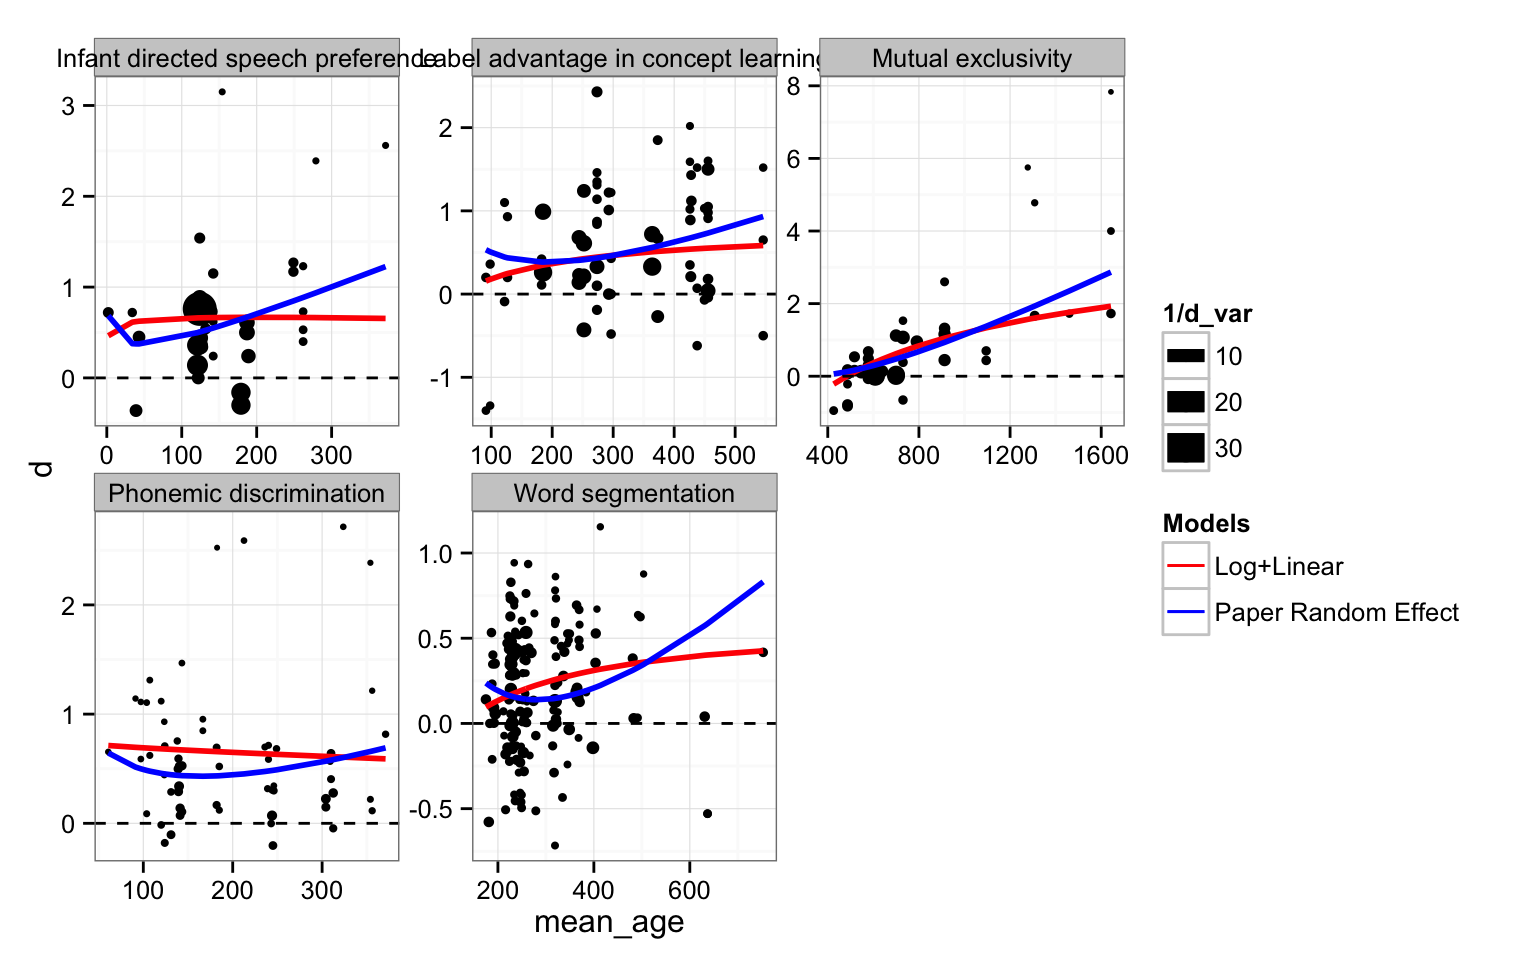 Infant directed speech preference
Label advantage in concept learning
Mutual exclusivity
3
2
1
0
0 100 200 300
2
1
0
-1
100 200 300 400 500
8
6
4
2
0
400 800 1200 1600
d
Phonemic discrimination
Word segmentation
2
1
0
100 200 300
1.0
0.5
0.0
-0.5
200 400 600
mean_age
1/d_var
10
20
30
Models
Log+Linear
Paper Random Effect